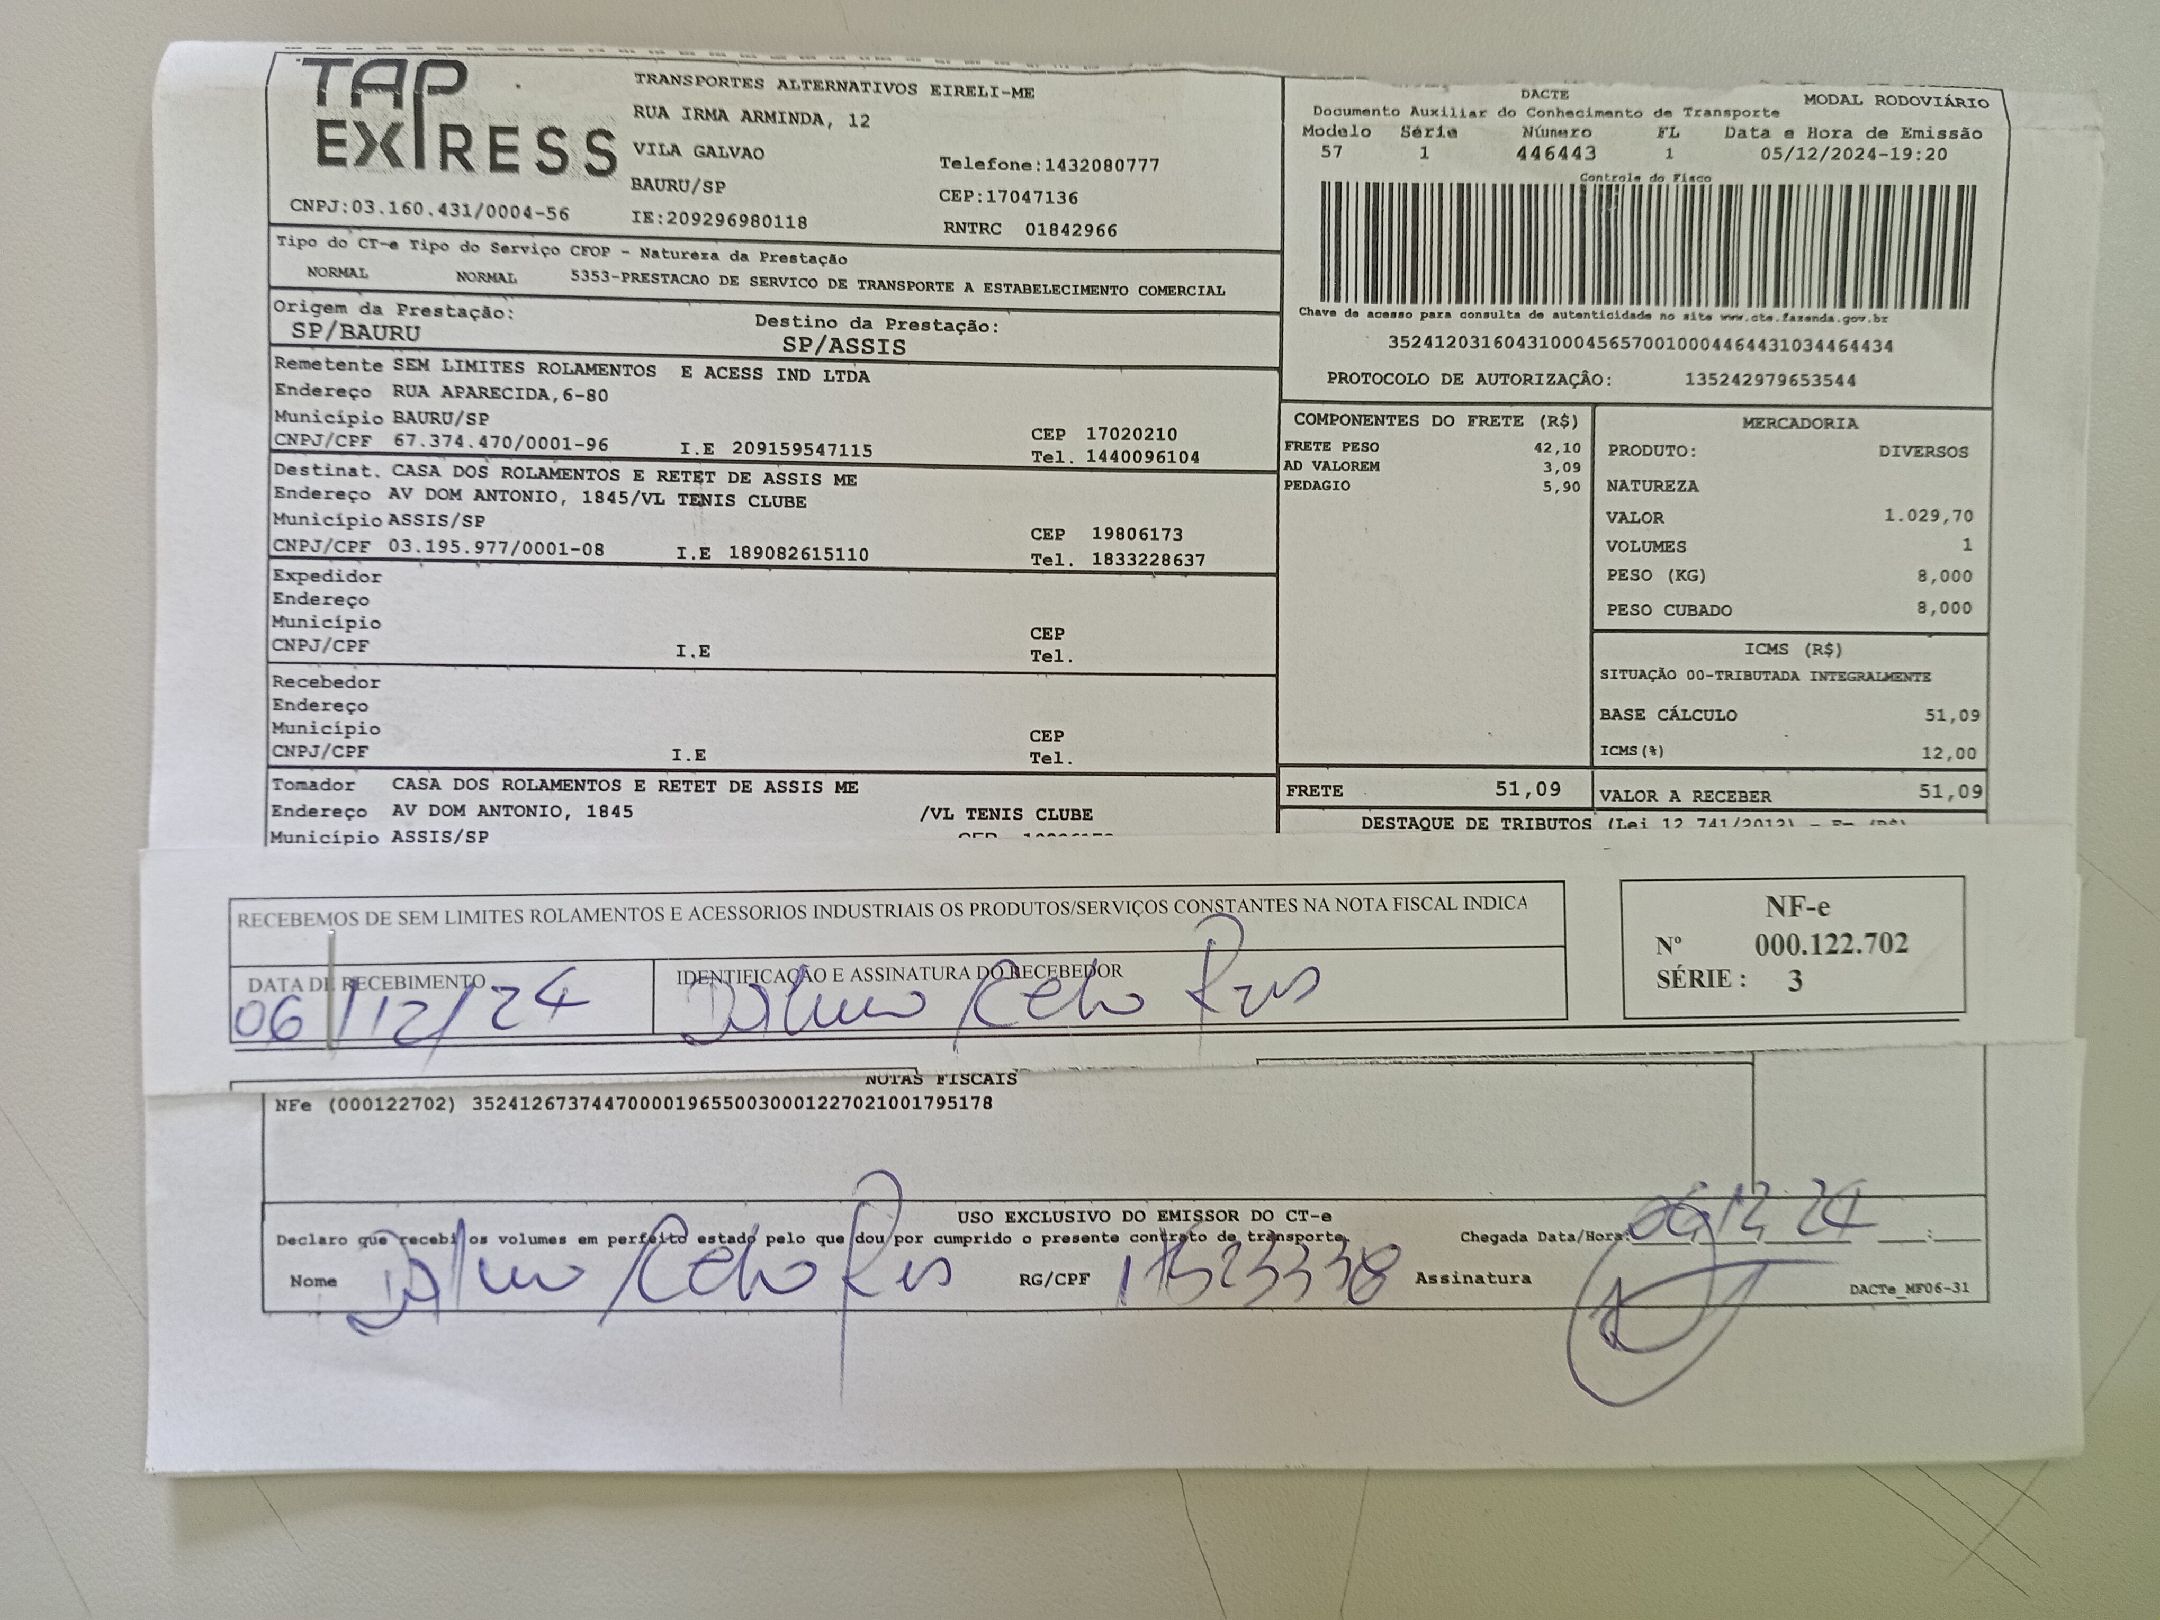 TAP EXPRESS
TRANSPORTES ALTERNATIVOS EIRELI-ME
RUA IRMA ARMINDA, 12
VILA GALVAO
Telefone:1432080777
BAURU/SP
CEP:17047136
CNPJ:03.160.431/0004-56
IE:209296980118
RNTRC 01842966
DACTE
MODAL RODOVIÁRIO
Documento Auxiliar do Conhecimento de Transporte
Modelo Série Número FL Data e Hora de Emissão
57 1 446443 1 05/12/2024-19:20
Controle do Fisco
Chave de acesso para consulta de autenticidade no site www.cte.fazenda.gov.br
35241203160431000456570010004464431034464434
PROTOCOLO DE AUTORIZAÇÃO: 135242979653544
Tipo do CT-e Tipo do Serviço CFOP - Natureza da Prestação
NORMAL NORMAL 5353-PRESTACAO DE SERVICO DE TRANSPORTE A ESTABELECIMENTO COMERCIAL
Origem da Prestação: Destino da Prestação:
SP/BAURU SP/ASSIS
Remetente SEM LIMITES ROLAMENTOS E ACESS IND LTDA
Endereço RUA APARECIDA,6-80
Município BAURU/SP CEP 17020210
CNPJ/CPF 67.374.470/0001-96 I.E 209159547115 Tel. 1440096104
Destinat. CASA DOS ROLAMENTOS E RETET DE ASSIS ME
Endereço AV DOM ANTONIO, 1845/VL TENIS CLUBE
Município ASSIS/SP CEP 19806173
CNPJ/CPF 03.195.977/0001-08 I.E 189082615110 Tel. 1833228637
Expedidor
Endereço
Município CEP
CNPJ/CPF I.E Tel.
Recebedor
Endereço
Município CEP
CNPJ/CPF I.E Tel.
Tomador CASA DOS ROLAMENTOS E RETET DE ASSIS ME
Endereço AV DOM ANTONIO, 1845 /VL TENIS CLUBE
Município ASSIS/SP
COMPONENTES DO FRETE (R$)
FRETE PESO 42,10
AD VALOREM 3,09
PEDAGIO 5,90
FRETE 51,09
MERCADORIA
PRODUTO: DIVERSOS
NATUREZA
VALOR 1.029,70
VOLUMES 1
PESO (KG) 8,000
PESO CUBADO 8,000
ICMS (R$)
SITUAÇÃO 00-TRIBUTADA INTEGRALMENTE
BASE CÁLCULO 51,09
ICMS(%) 12,00
VALOR A RECEBER 51,09
DESTAQUE DE TRIBUTOS (Lei 12.741/2012)
RECEBEMOS DE SEM LIMITES ROLAMENTOS E ACESSORIOS INDUSTRIAIS OS PRODUTOS/SERVIÇOS CONSTANTES NA NOTA FISCAL INDICA
DATA DE RECEBIMENTO IDENTIFICAÇÃO E ASSINATURA DO RECEBEDOR
06/12/24
NF-e
Nº 000.122.702
SÉRIE : 3
NOTAS FISCAIS
NFe (000122702) 35241267374470000196550030001227021001795178
USO EXCLUSIVO DO EMISSOR DO CT-e
Declaro que recebi os volumes em perfeito estado pelo que dou por cumprido o presente contrato de transporte. Chegada Data/Hora: 06 12 24 :
Nome RG/CPF Assinatura
DACTe_MF06-31